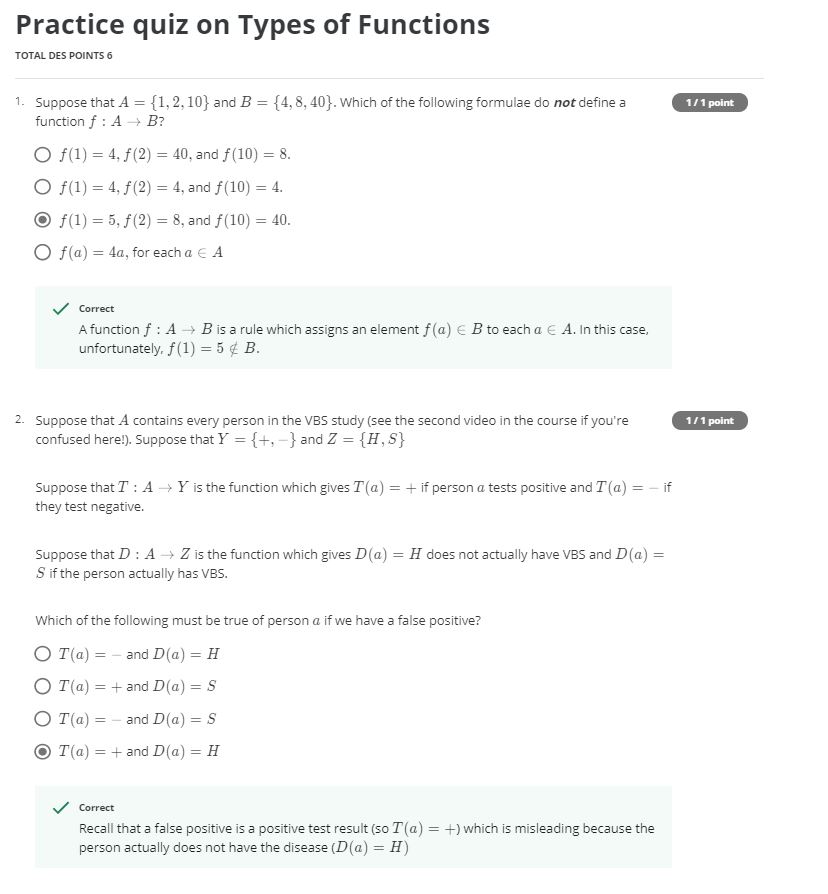 Practice quiz on Types of Functions
TOTAL DES POINTS 6
1. Suppose that A = {1, 2, 10} and B = {4, 8, 40}. Which of the following formulae do not define a 1 / 1 point
function f : A → B?
f(1) = 4, f(2) = 40, and f(10) = 8.
f(1) = 4, f(2) = 4, and f(10) = 4.
f(1) = 5, f(2) = 8, and f(10) = 40.
f(a) = 4a, for each a ∈ A
Correct
A function f : A → B is a rule which assigns an element f(a) ∈ B to each a ∈ A. In this case,
unfortunately, f(1) = 5 ∉ B.
2. Suppose that A contains every person in the VBS study (see the second video in the course if you're 1 / 1 point
confused here!). Suppose that Y = {+, −} and Z = {H, S}
Suppose that T : A → Y is the function which gives T(a) = + if person a tests positive and T(a) = − if
they test negative.
Suppose that D : A → Z is the function which gives D(a) = H does not actually have VBS and D(a) =
S if the person actually has VBS.
Which of the following must be true of person a if we have a false positive?
T(a) = − and D(a) = H
T(a) = + and D(a) = S
T(a) = − and D(a) = S
T(a) = + and D(a) = H
Correct
Recall that a false positive is a positive test result (so T(a) = +) which is misleading because the
person actually does not have the disease (D(a) = H)